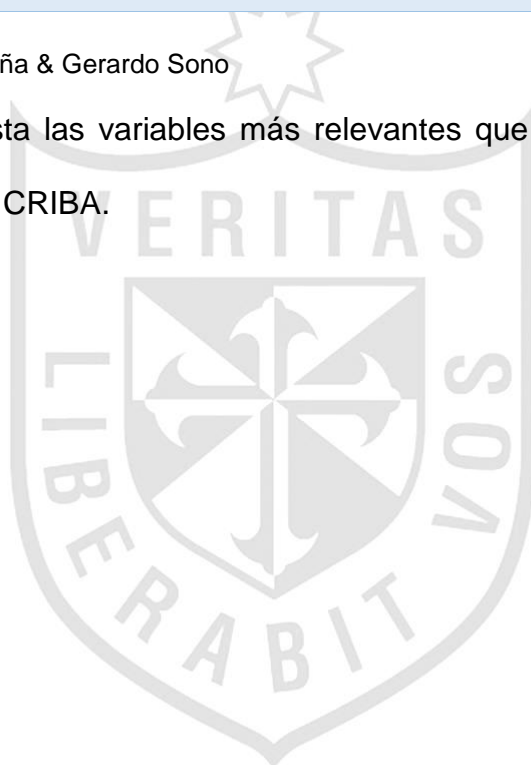 ña & Gerardo Sono
sta las variables más relevantes que
CRIBA.
VERITAS
LIBERABIT VOS